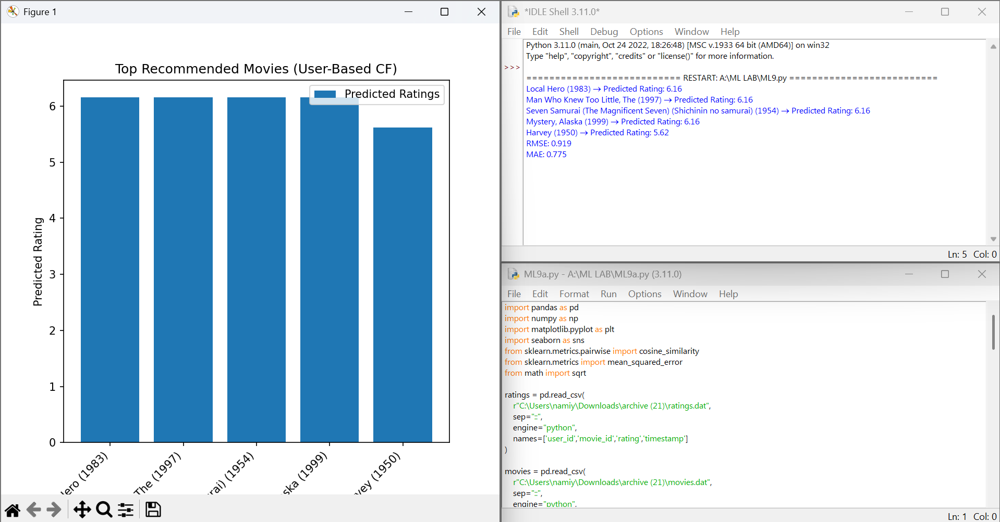 Figure 1
Top Recommended Movies (User-Based CF)
Predicted Ratings
Predicted Rating
6
5
4
3
2
1
0
lero (1983)
The (1997)
rai) (1954)
ska (1999)
vey (1950)
*IDLE Shell 3.11.0*
File Edit Shell Debug Options Window Help
Python 3.11.0 (main, Oct 24 2022, 18:26:48) [MSC v.1933 64 bit (AMD64)] on win32
Type "help", "copyright", "credits" or "license()" for more information.
>>>
=========================== RESTART: A:\ML LAB\ML9.py ==========================
Local Hero (1983) → Predicted Rating: 6.16
Man Who Knew Too Little, The (1997) → Predicted Rating: 6.16
Seven Samurai (The Magnificent Seven) (Shichinin no samurai) (1954) → Predicted Rating: 6.16
Mystery, Alaska (1999) → Predicted Rating: 6.16
Harvey (1950) → Predicted Rating: 5.62
RMSE: 0.919
MAE: 0.775
Ln: 5 Col: 0
ML9a.py - A:\ML LAB\ML9a.py (3.11.0)
File Edit Format Run Options Window Help
import pandas as pd
import numpy as np
import matplotlib.pyplot as plt
import seaborn as sns
from sklearn.metrics.pairwise import cosine_similarity
from sklearn.metrics import mean_squared_error
from math import sqrt
ratings = pd.read_csv(
r"C:\Users\namiy\Downloads\archive (21)\ratings.dat",
sep="::",
engine="python",
names=['user_id','movie_id','rating','timestamp']
)
movies = pd.read_csv(
r"C:\Users\namiy\Downloads\archive (21)\movies.dat",
sep="::",
engine="python",
Ln: 1 Col: 0